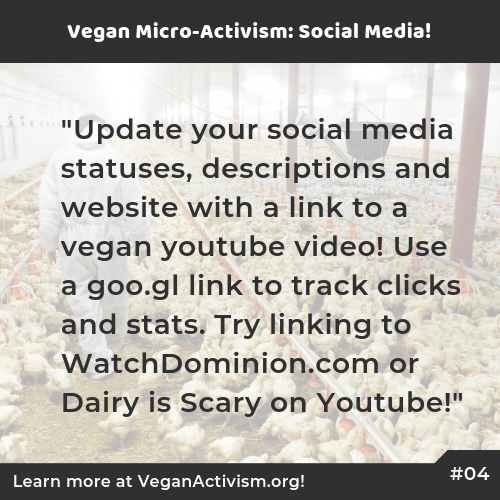 Vegan Micro-Activism: Social Media!
"Update your social media
statuses, descriptions and
website with a link to a
vegan youtube video! Use
a goo.gl link to track clicks
and stats. Try linking to
WatchDominion.com or
Dairy is Scary on Youtube!"
#04
Learn more at VeganActivism.org!